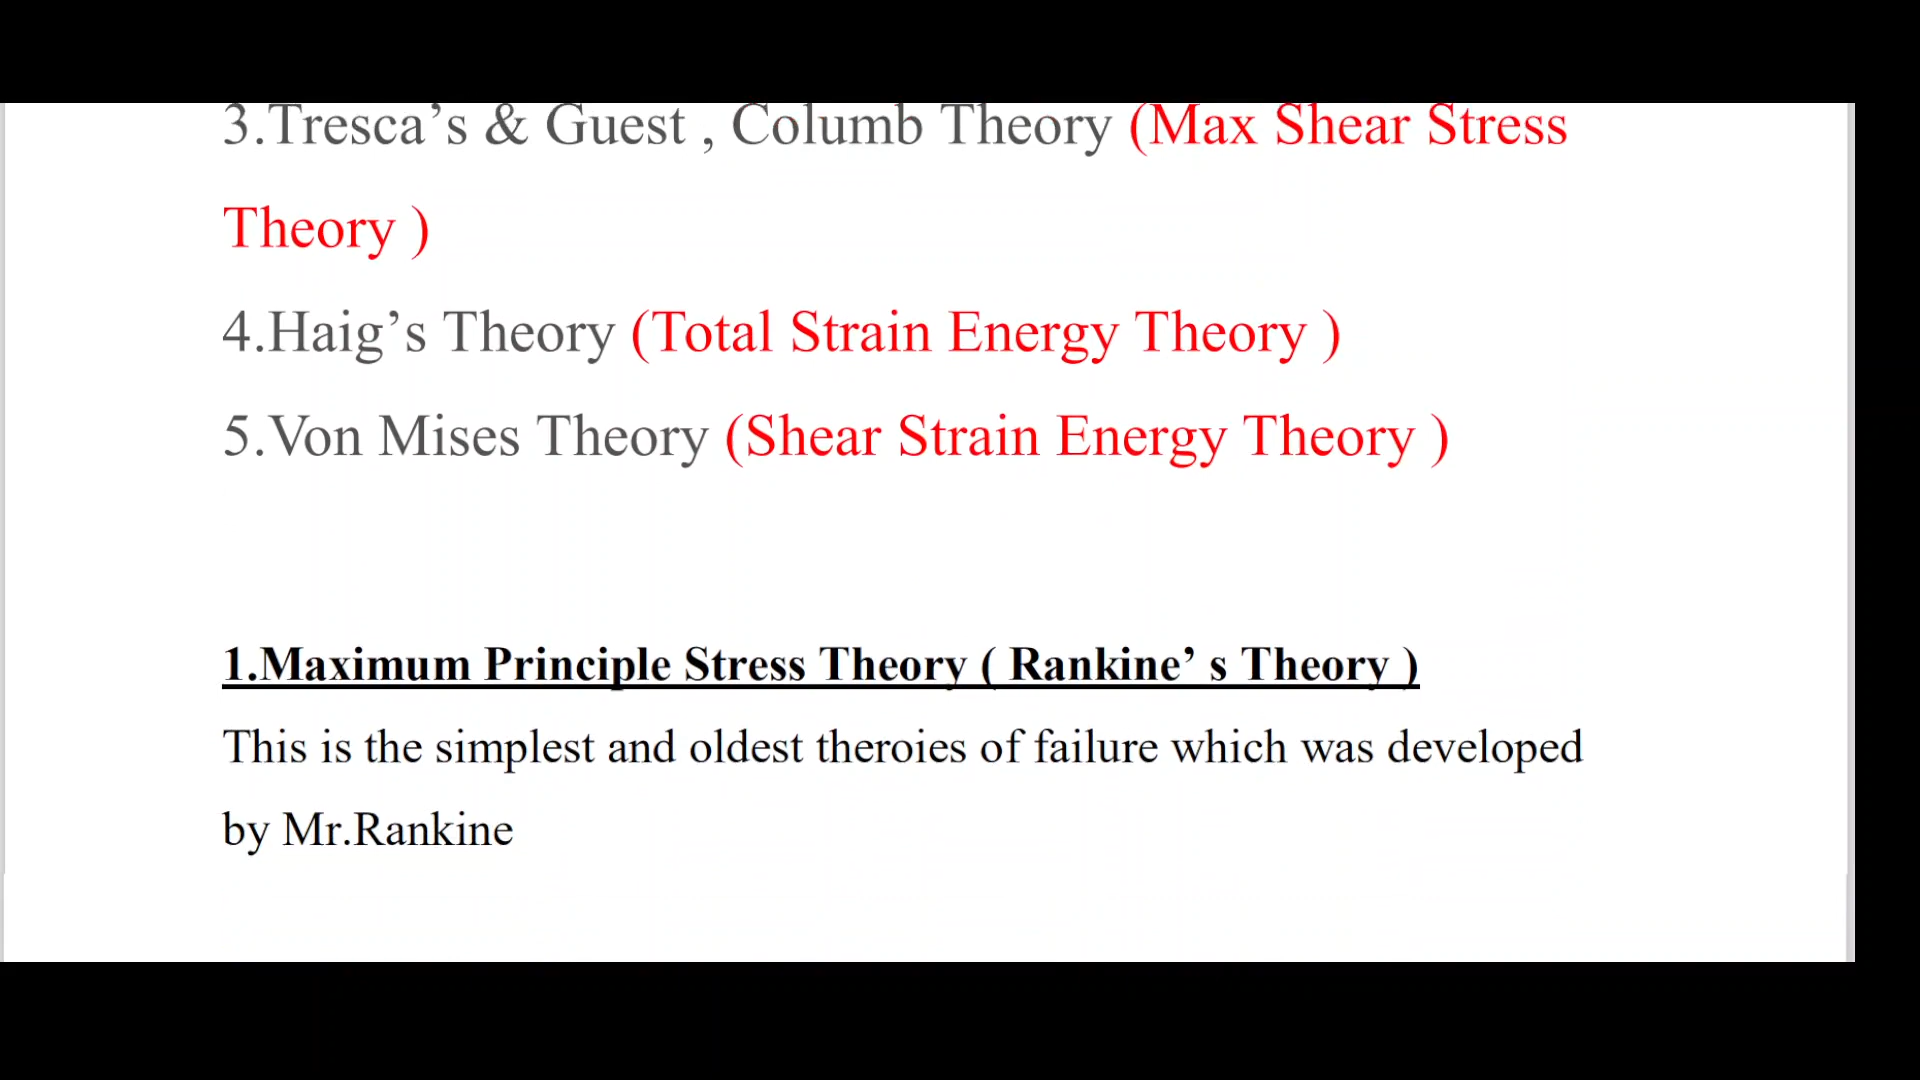 3.Tresca’s & Guest , Columb Theory (Max Shear Stress
Theory )
4.Haig’s Theory (Total Strain Energy Theory )
5.Von Mises Theory (Shear Strain Energy Theory )
1.Maximum Principle Stress Theory ( Rankine’ s Theory )
This is the simplest and oldest theroies of failure which was developed
by Mr.Rankine